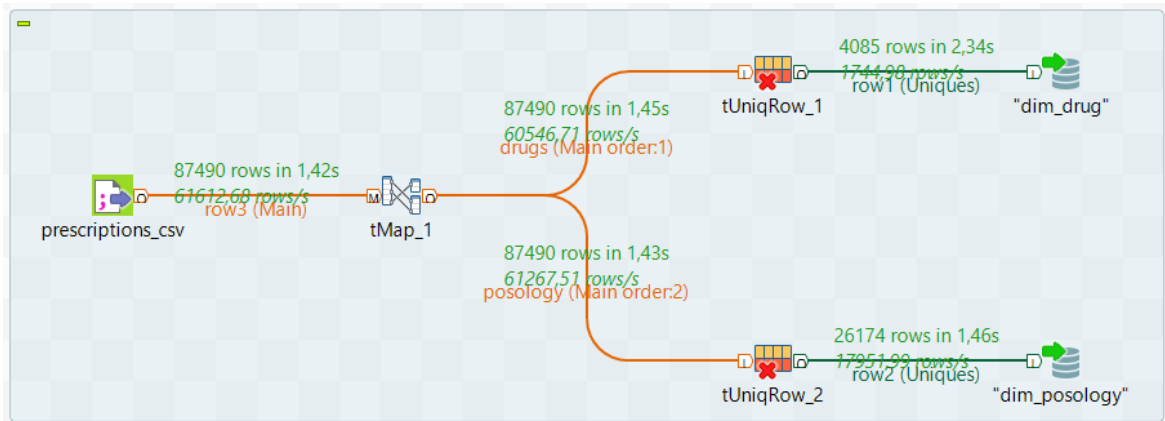 87490 rows in 1,42s
61612,68 rows/s
row3 (Main)
prescriptions_csv
M
tMap_1
87490 rows in 1,45s
60546,71 rows/s
drugs (Main order:1)
87490 rows in 1,43s
61267,51 rows/s
posology (Main order:2)
tUniqRow_1
4085 rows in 2,34s
1744,98 rows/s
row1 (Uniques)
"dim_drug"
tUniqRow_2
26174 rows in 1,46s
17951,99 rows/s
row2 (Uniques)
"dim_posology"